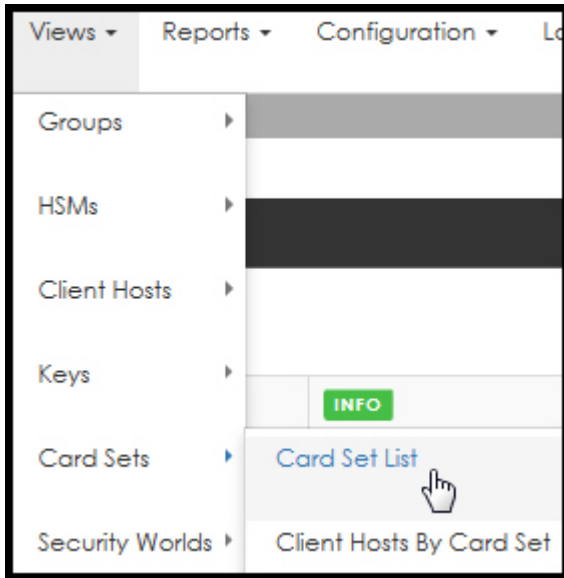 Views Reports Configuration
Groups
HSMs
Client Hosts
Keys
INFO
Card Sets Card Set List
Security Worlds Client Hosts By Card Set